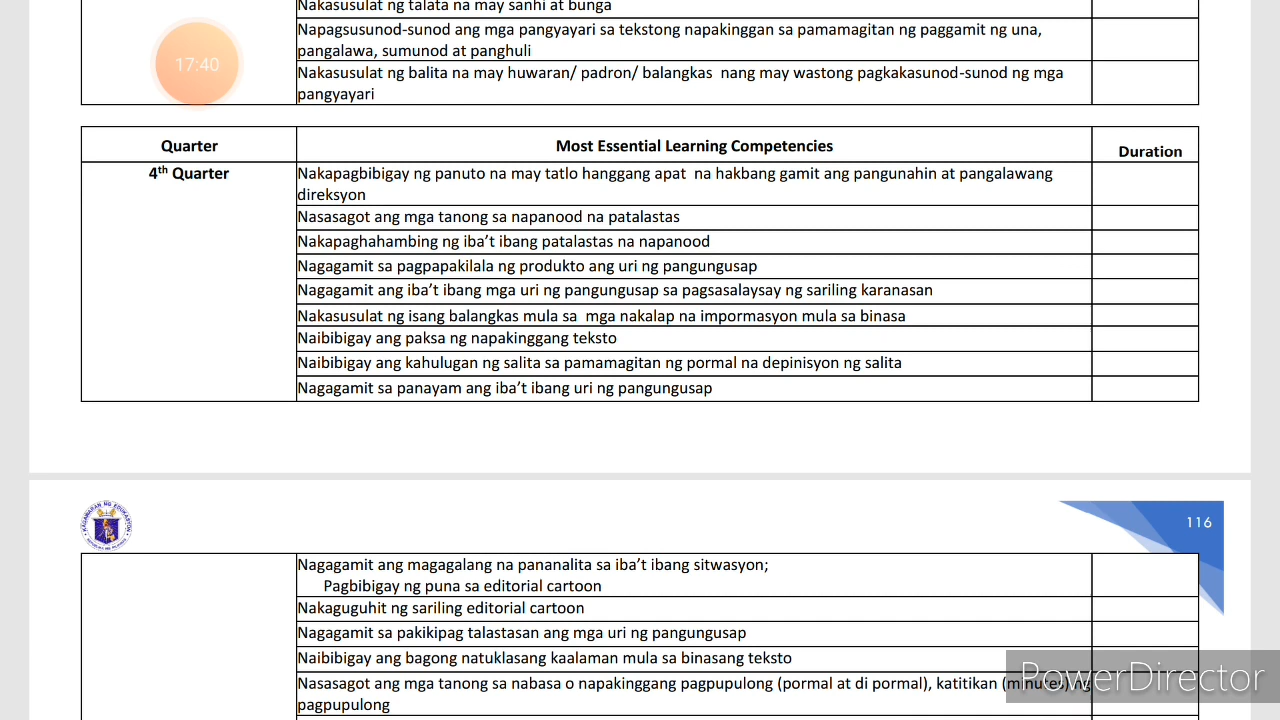 Nakasusulat ng talata na may sanhi at bunga
Napagsusunod-sunod ang mga pangyayari sa tekstong napakinggan sa pamamagitan ng paggamit ng una,
pangalawa, sumunod at panghuli
17:40
Nakasusulat ng balita na may huwaran/ padron/ balangkas nang may wastong pagkakasunod-sunod ng mga
pangyayari
Quarter Most Essential Learning Competencies Duration
4th Quarter Nakapagbibigay ng panuto na may tatlo hanggang apat na hakbang gamit ang pangunahin at pangalawang
direksyon
Nasasagot ang mga tanong sa napanood na patalastas
Nakapaghahambing ng iba't ibang patalastas na napanood
Nagagamit sa pagpapakilala ng produkto ang uri ng pangungusap
Nagagamit ang iba't ibang mga uri ng pangungusap sa pagsasalaysay ng sariling karanasan
Nakasusulat ng isang balangkas mula sa mga nakalap na impormasyon mula sa binasa
Naibibigay ang paksa ng napakinggang teksto
Naibibigay ang kahulugan ng salita sa pamamagitan ng pormal na depinisyon ng salita
Nagagamit sa panayam ang iba't ibang uri ng pangungusap
KAGAWARAN NG EDUKASYON
116
Nagagamit ang magagalang na pananalita sa iba't ibang sitwasyon;
Pagbibigay ng puna sa editorial cartoon
Nakaguguhit ng sariling editorial cartoon
Nagagamit sa pakikipag talastasan ang mga uri ng pangungusap
Naibibigay ang bagong natuklasang kaalaman mula sa binasang teksto
Nasasagot ang mga tanong sa nabasa o napakinggang pagpupulong (pormal at di pormal), katitikan (minutes) ng
pagpupulong
PowerDirector